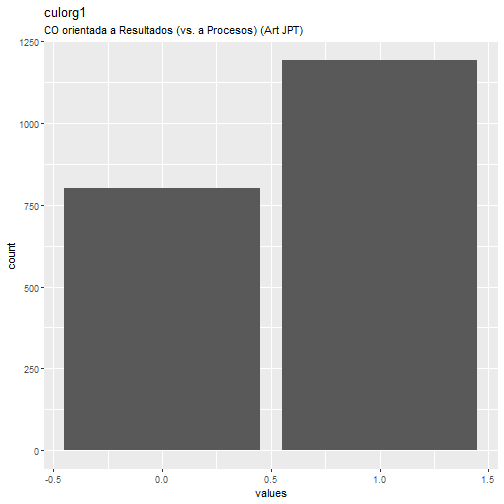 culorg1
CO orientada a Resultados (vs. a Procesos) (Art JPT)
1250
1000
750
500
250
0
count
-0.5
0.0
0.5
1.0
1.5
values